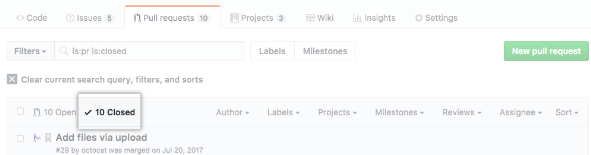 Code Issues 5 Pull requests 10 Projects 3 Wiki Insights Settings
Filters is:pr is:closed Labels Milestones New pull request
Clear current search query, filters, and sorts
10 Open ✓ 10 Closed Author Labels Projects Milestones Reviews Assignee Sort
Add files via upload
#29 by octocat was merged on Jul 20, 2017